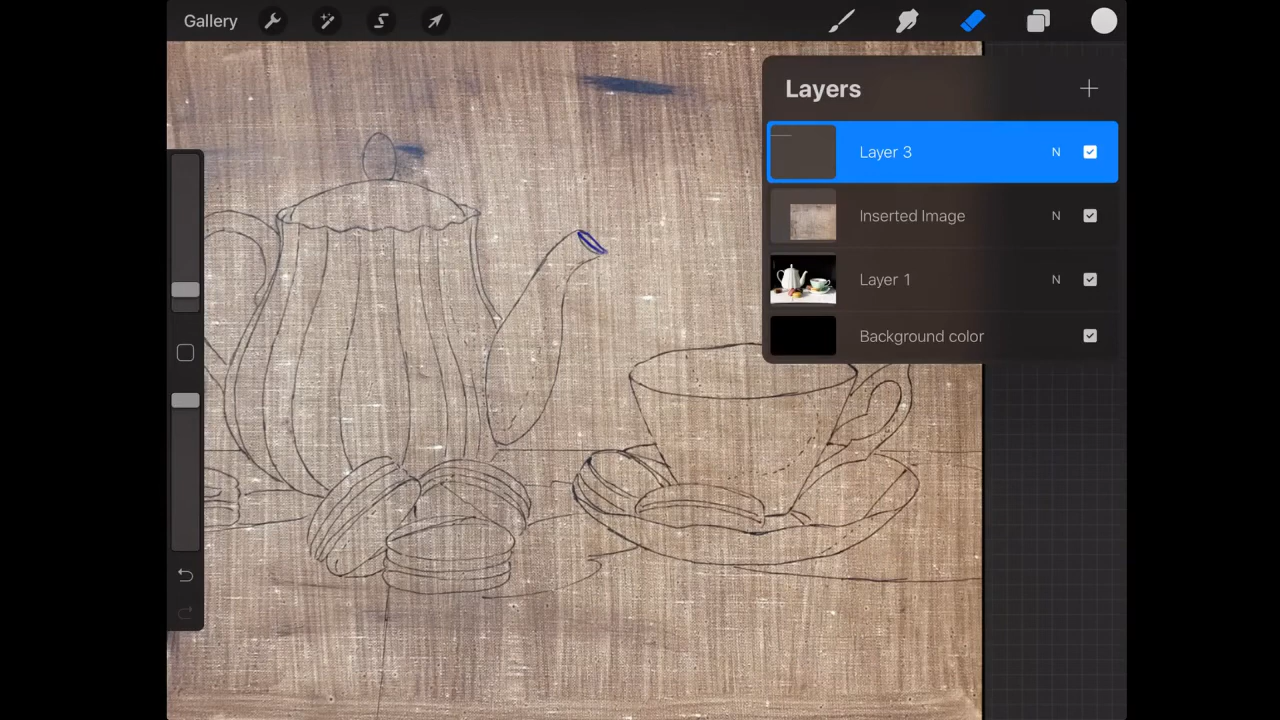 Gallery
Layers
Layer 3 N
Inserted Image N
Layer 1 N
Background color